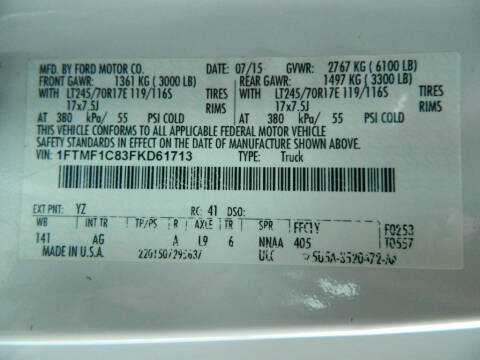 MFD. BY FORD MOTOR CO. DATE: 07/15 GVWR: 2767 KG (6100 LB)
FRONT GAWR: 1361 KG (3000 LB) REAR GAWR: 1497 KG (3300 LB)
WITH LT245/70R17E 119/116S TIRES WITH LT245/70R17E 119/116S TIRES
17x7.5J RIMS 17x7.5J RIMS
AT 380 kPa/ 55 PSI COLD AT 380 kPa/ 55 PSI COLD
THIS VEHICLE CONFORMS TO ALL APPLICABLE FEDERAL MOTOR VEHICLE
SAFETY STANDARDS IN EFFECT ON THE DATE OF MANUFACTURE SHOWN ABOVE.
VIN: 1FTMF1C83FKD61713 TYPE: Truck
EXT PNT: YZ RC: 41 DSO:
WB INT TR TP/PS R AXLE TR SPR F0253
141 AG A L9 6 NNAA 405 T0557
MADE IN U.S.A.